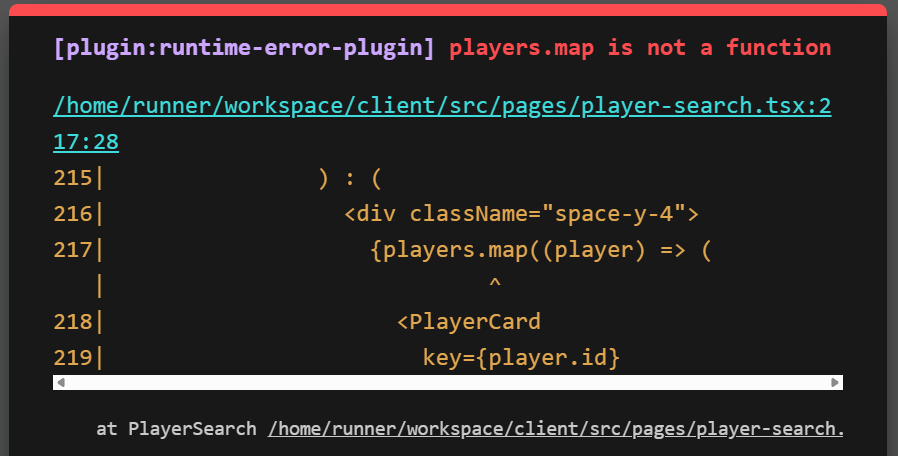 [plugin:runtime-error-plugin] players.map is not a function
/home/runner/workspace/client/src/pages/player-search.tsx:2
17:28
215|                ) : (
216|                  <div className="space-y-4">
217|                    {players.map((player) => (
   |                             ^
218|                      <PlayerCard
219|                        key={player.id}
at PlayerSearch /home/runner/workspace/client/src/pages/player-search.